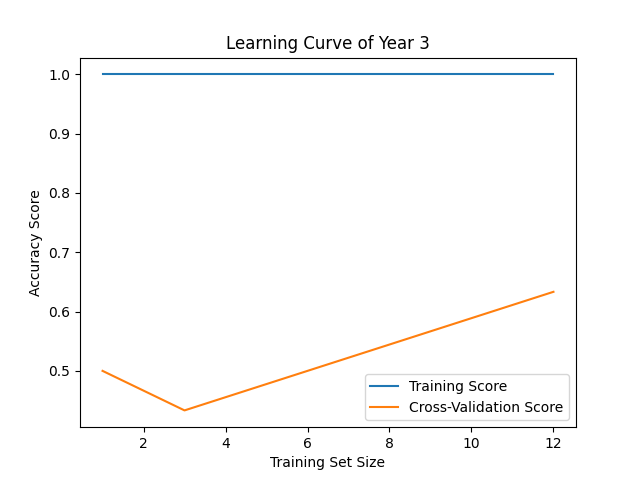 Learning Curve of Year 3
Accuracy Score
1.0
0.9
0.8
0.7
0.6
0.5
Training Score
Cross-Validation Score
2 4 6 8 10 12
Training Set Size